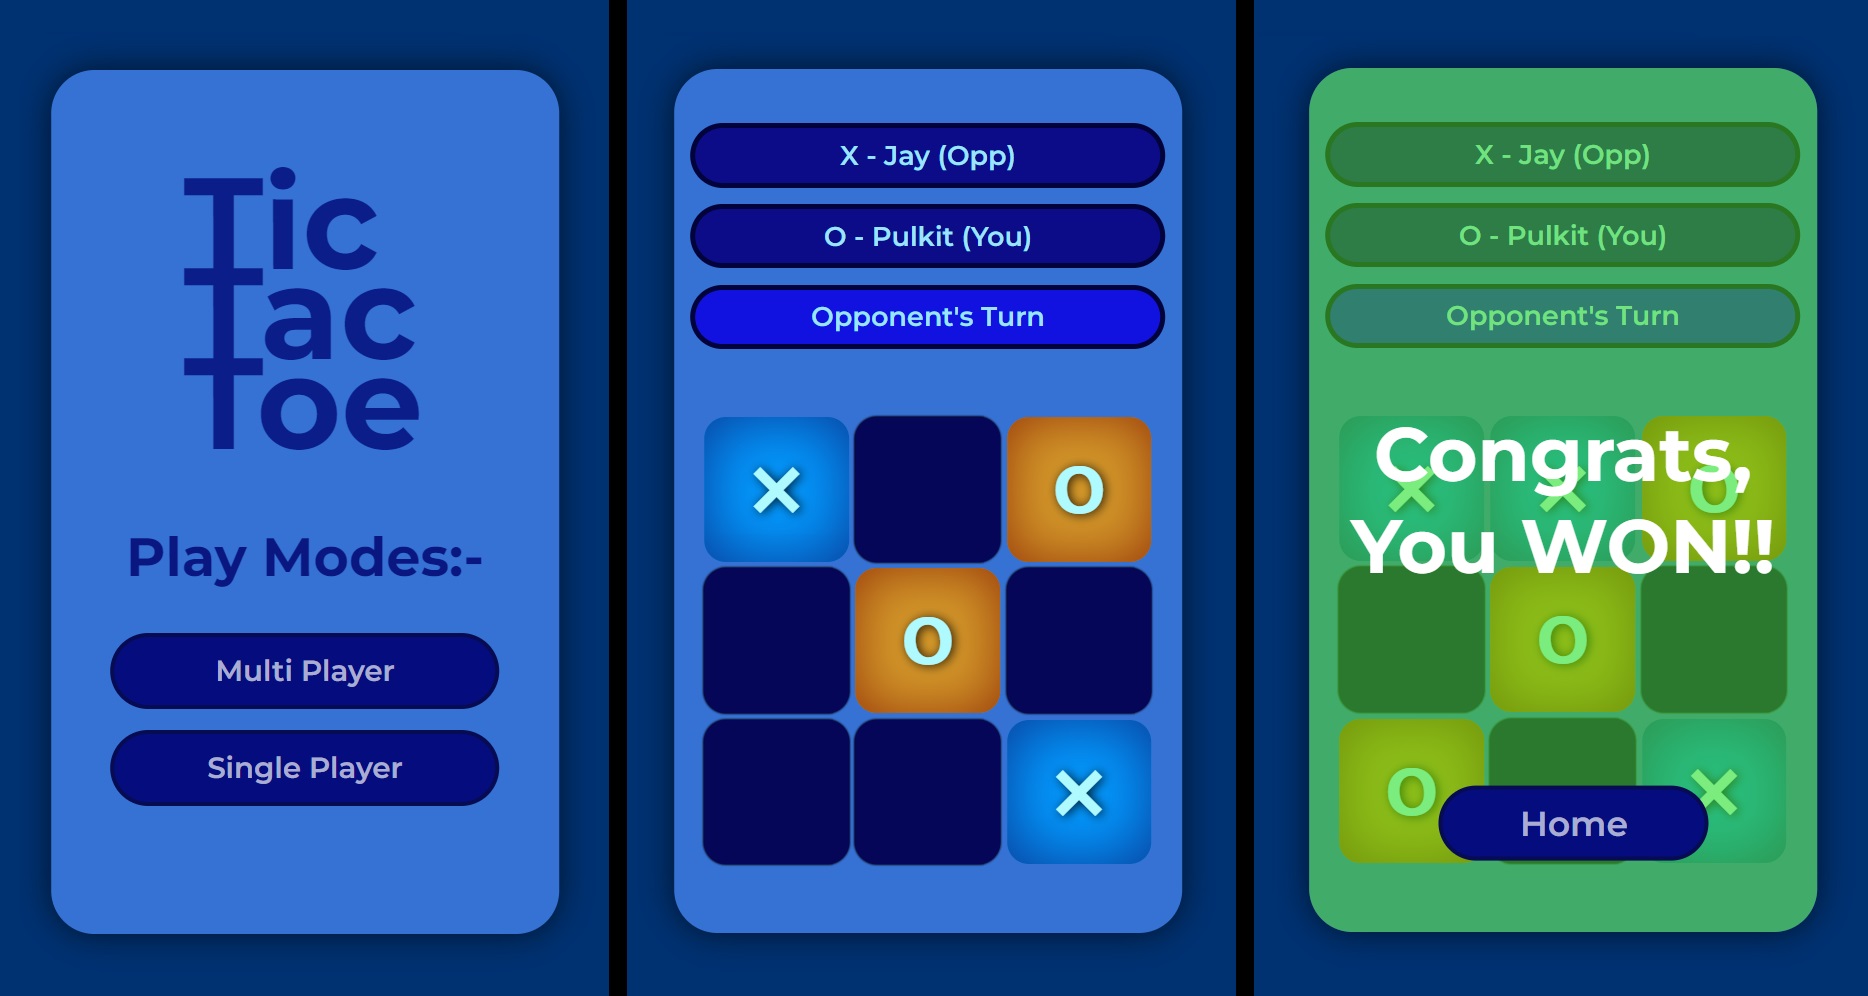 Tic
Tac
Toe
Play Modes:-
Multi Player
Single Player
X - Jay (Opp)
O - Pulkit (You)
Opponent's Turn
X O
O
X
X - Jay (Opp)
O - Pulkit (You)
Opponent's Turn
Congrats,
X X O
You WON!!
O
O X
Home